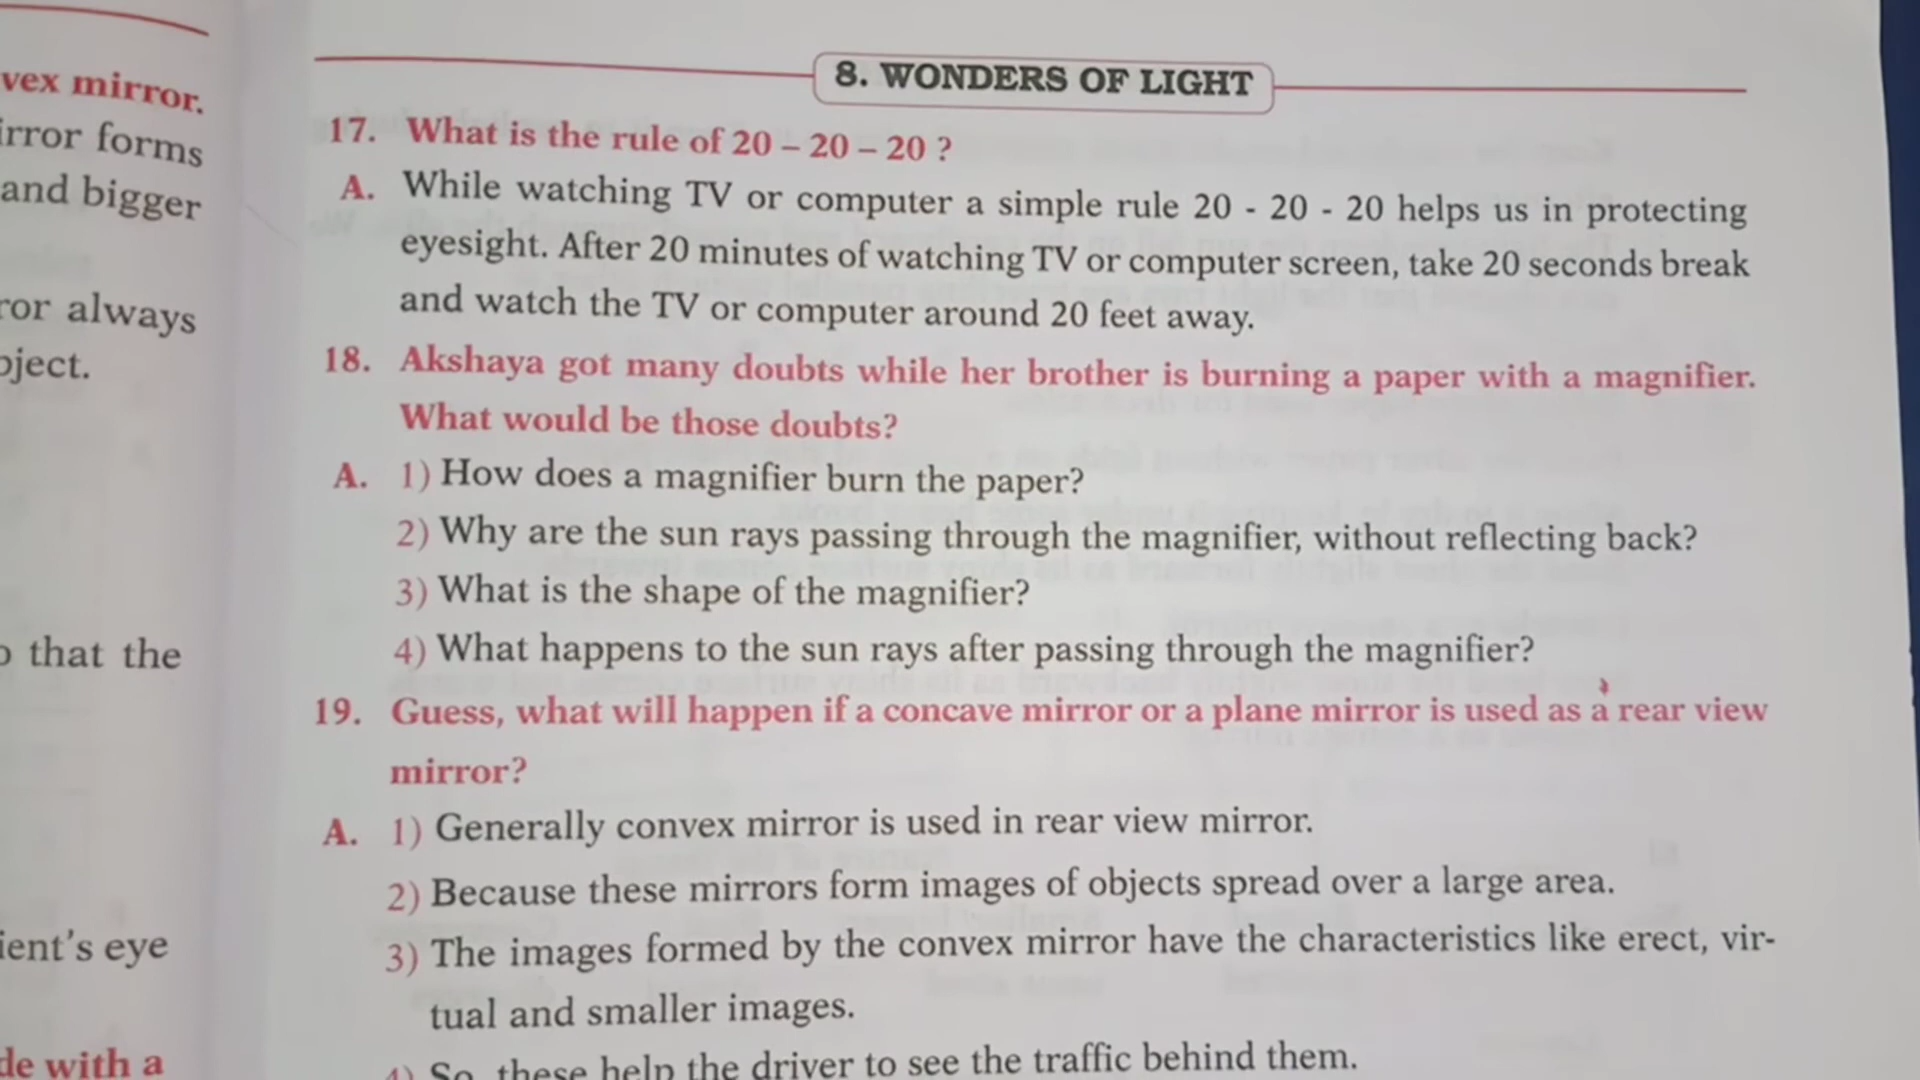 vex mirror.
irror forms
and bigger
ror always
oject.
that the
ient's eye
de with a
8. WONDERS OF LIGHT
17. What is the rule of 20 – 20 – 20 ?
A. While watching TV or computer a simple rule 20 - 20 - 20 helps us in protecting
eyesight. After 20 minutes of watching TV or computer screen, take 20 seconds break
and watch the TV or computer around 20 feet away.
18. Akshaya got many doubts while her brother is burning a paper with a magnifier.
What would be those doubts?
A. 1) How does a magnifier burn the paper?
2) Why are the sun rays passing through the magnifier, without reflecting back?
3) What is the shape of the magnifier?
4) What happens to the sun rays after passing through the magnifier?
19. Guess, what will happen if a concave mirror or a plane mirror is used as a rear view
mirror?
A. 1) Generally convex mirror is used in rear view mirror.
2) Because these mirrors form images of objects spread over a large area.
3) The images formed by the convex mirror have the characteristics like erect, vir-
tual and smaller images.
4) So, these help the driver to see the traffic behind them.